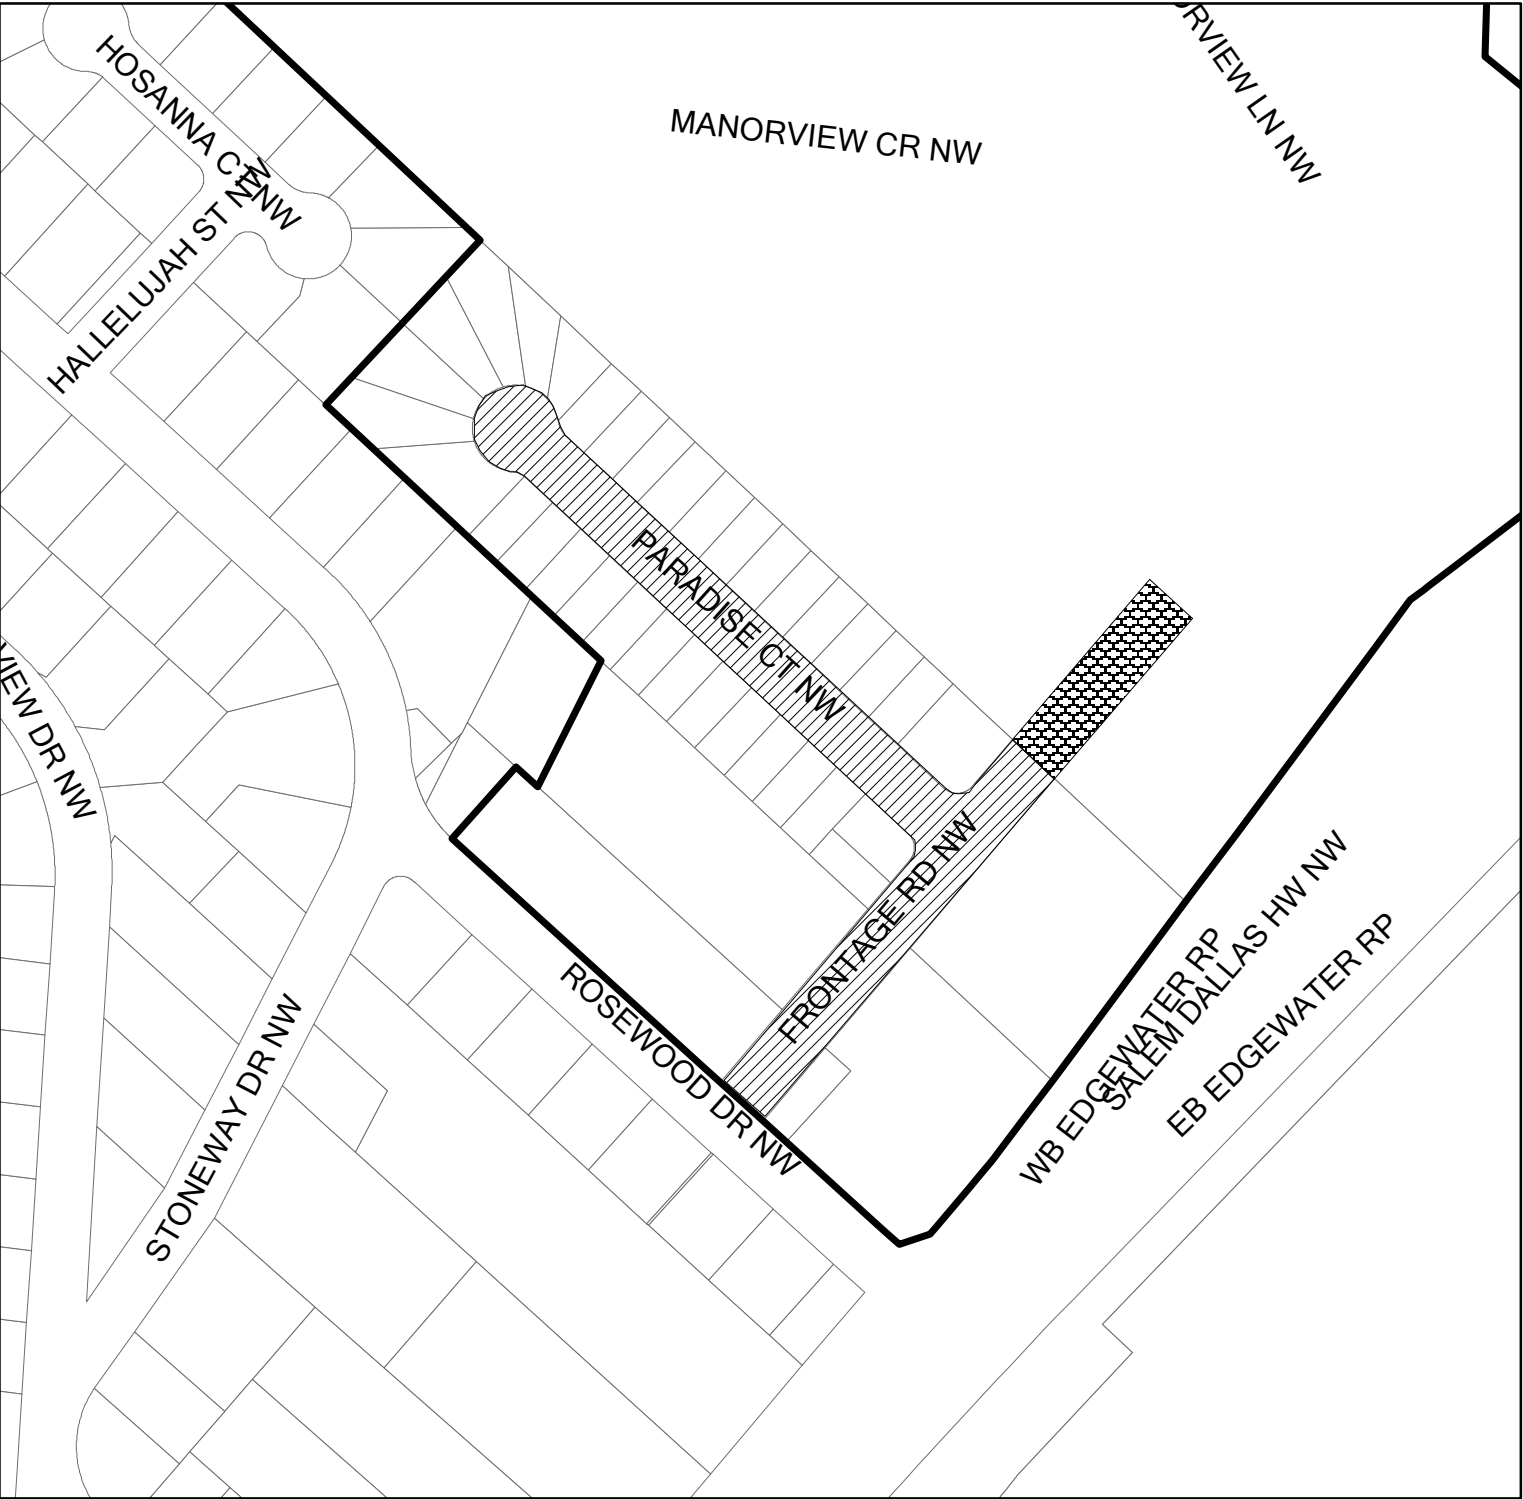 ORVIEW LN NW
HOSANNA CT NW
MANORVIEW CR NW
HALLELUJAH ST NW
PARADISE CT NW
VIEW DR NW
FRONTAGE RD NW
SALEM DALLAS HW NW
WB EDGEWATER RP
EB EDGEWATER RP
ROSEWOOD DR NW
STONEWAY DR NW